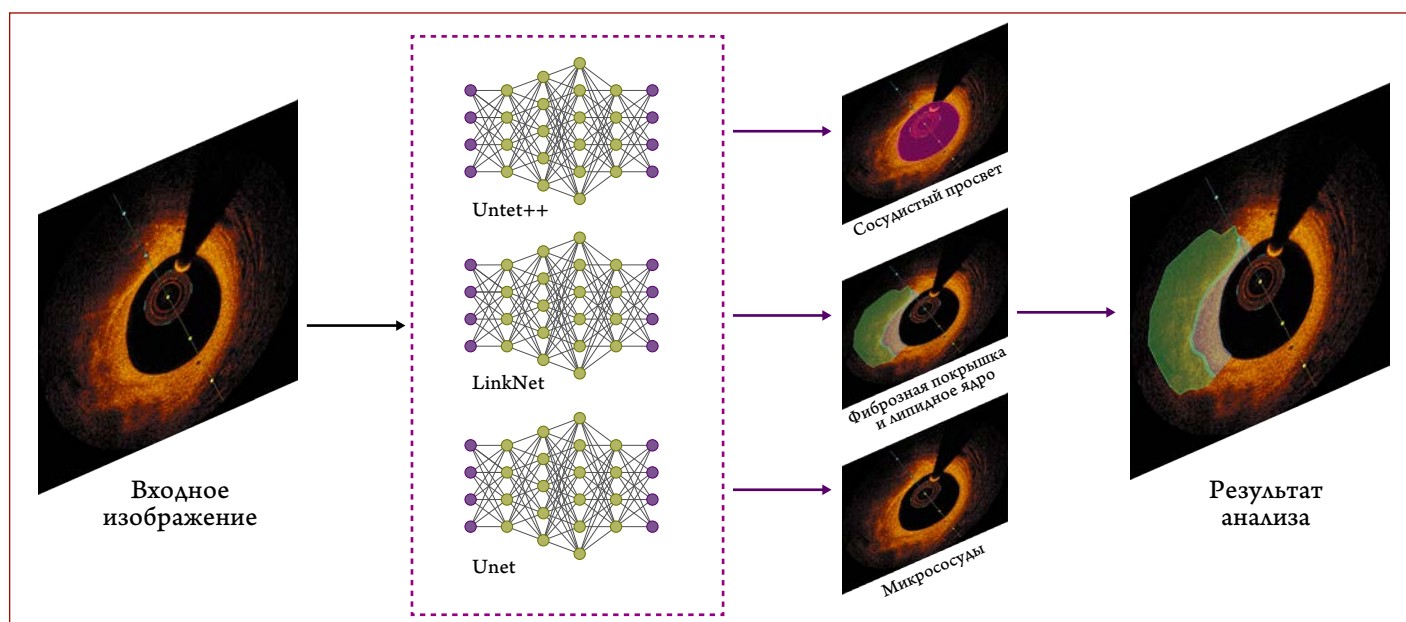 Входное
изображение
Untet++
LinkNet
Unet
Сосудистый просвет
Фиброзная покрышка
и липидное ядро
Микрососуды
Результат
анализа